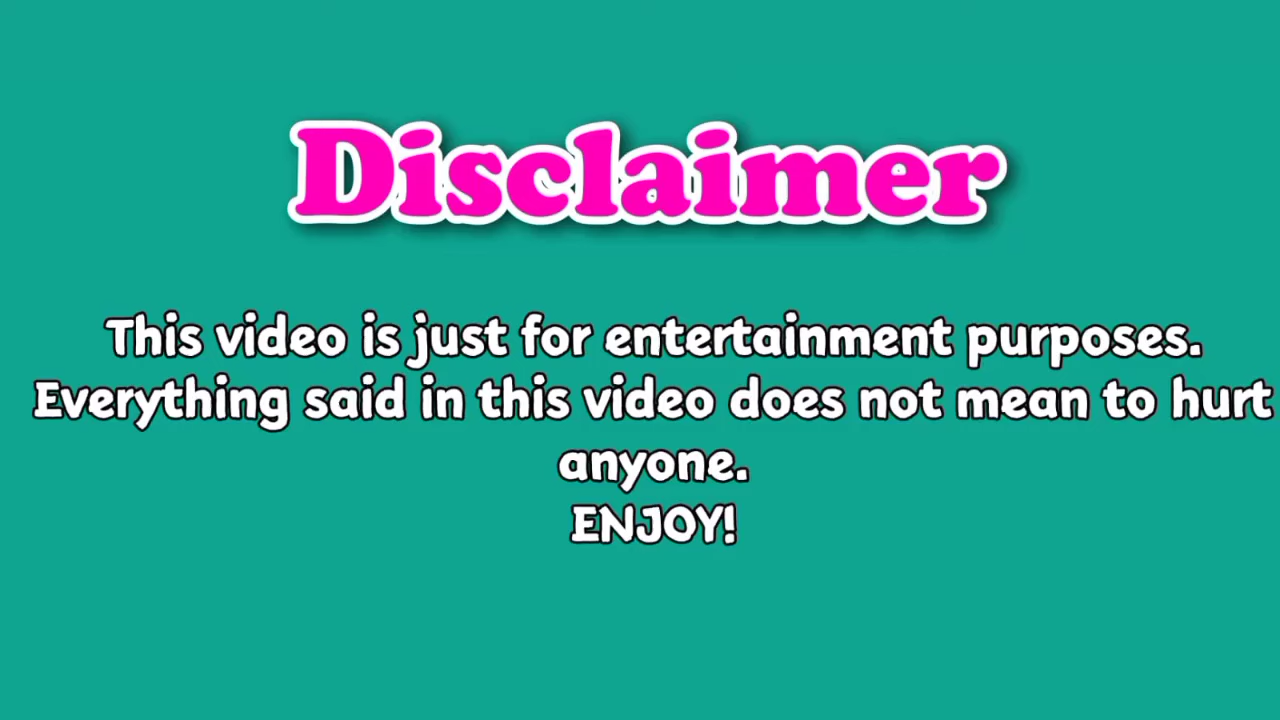 Disclaimer
This video is just for entertainment purposes.
Everything said in this video does not mean to hurt
anyone.
ENJOY!